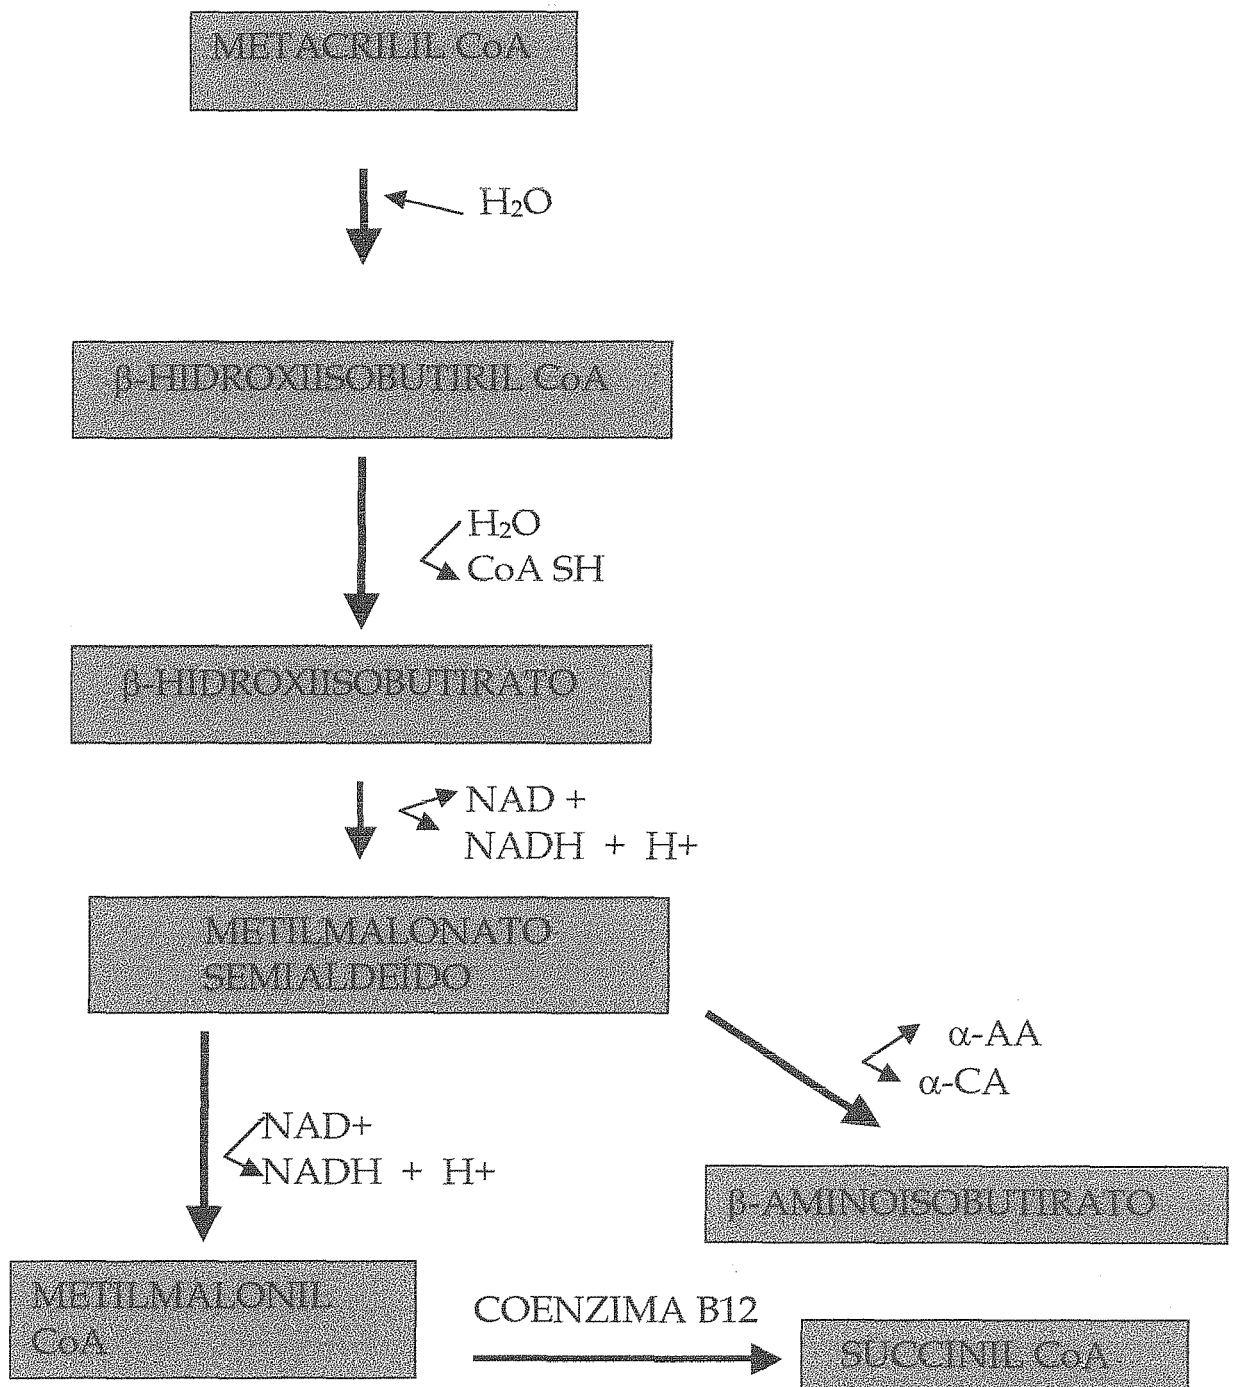 METACRILIL CoA
H₂O
β-HIDROXIISOBUTIRIL CoA
H₂O
CoA SH
β-HIDROXIISOBUTIRATO
NAD +
NADH + H+
METILMALONATO
SEMIALDEÍDO
α-AA
α-CA
NAD+
NADH + H+
β-AMINOISOBUTIRATO
METILMALONIL
CoA
COENZIMA B12
SUCCINIL CoA